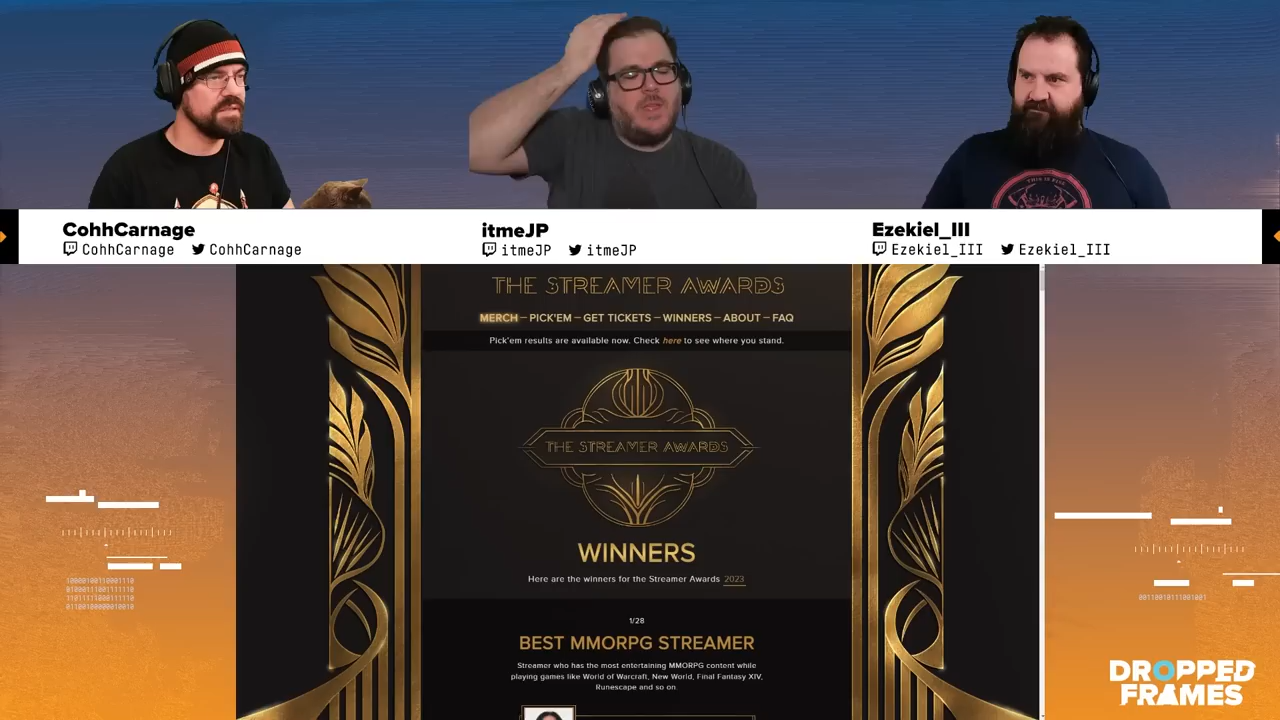 CohhCarnage
CohhCarnage CohhCarnage
itmeJP
itmeJP itmeJP
Ezekiel_III
Ezekiel_III Ezekiel_III
THIS IS FINE
THE STREAMER AWARDS
MERCH – PICK'EM – GET TICKETS – WINNERS – ABOUT – FAQ
Pick'em results are available now. Check here to see where you stand.
THE STREAMER AWARDS
WINNERS
Here are the winners for the Streamer Awards 2023
1/28
BEST MMORPG STREAMER
Streamer who has the most entertaining MMORPG content while
playing games like World of Warcraft, New World, Final Fantasy XIV,
Runescape and so on.
DROPPED
FRAMES